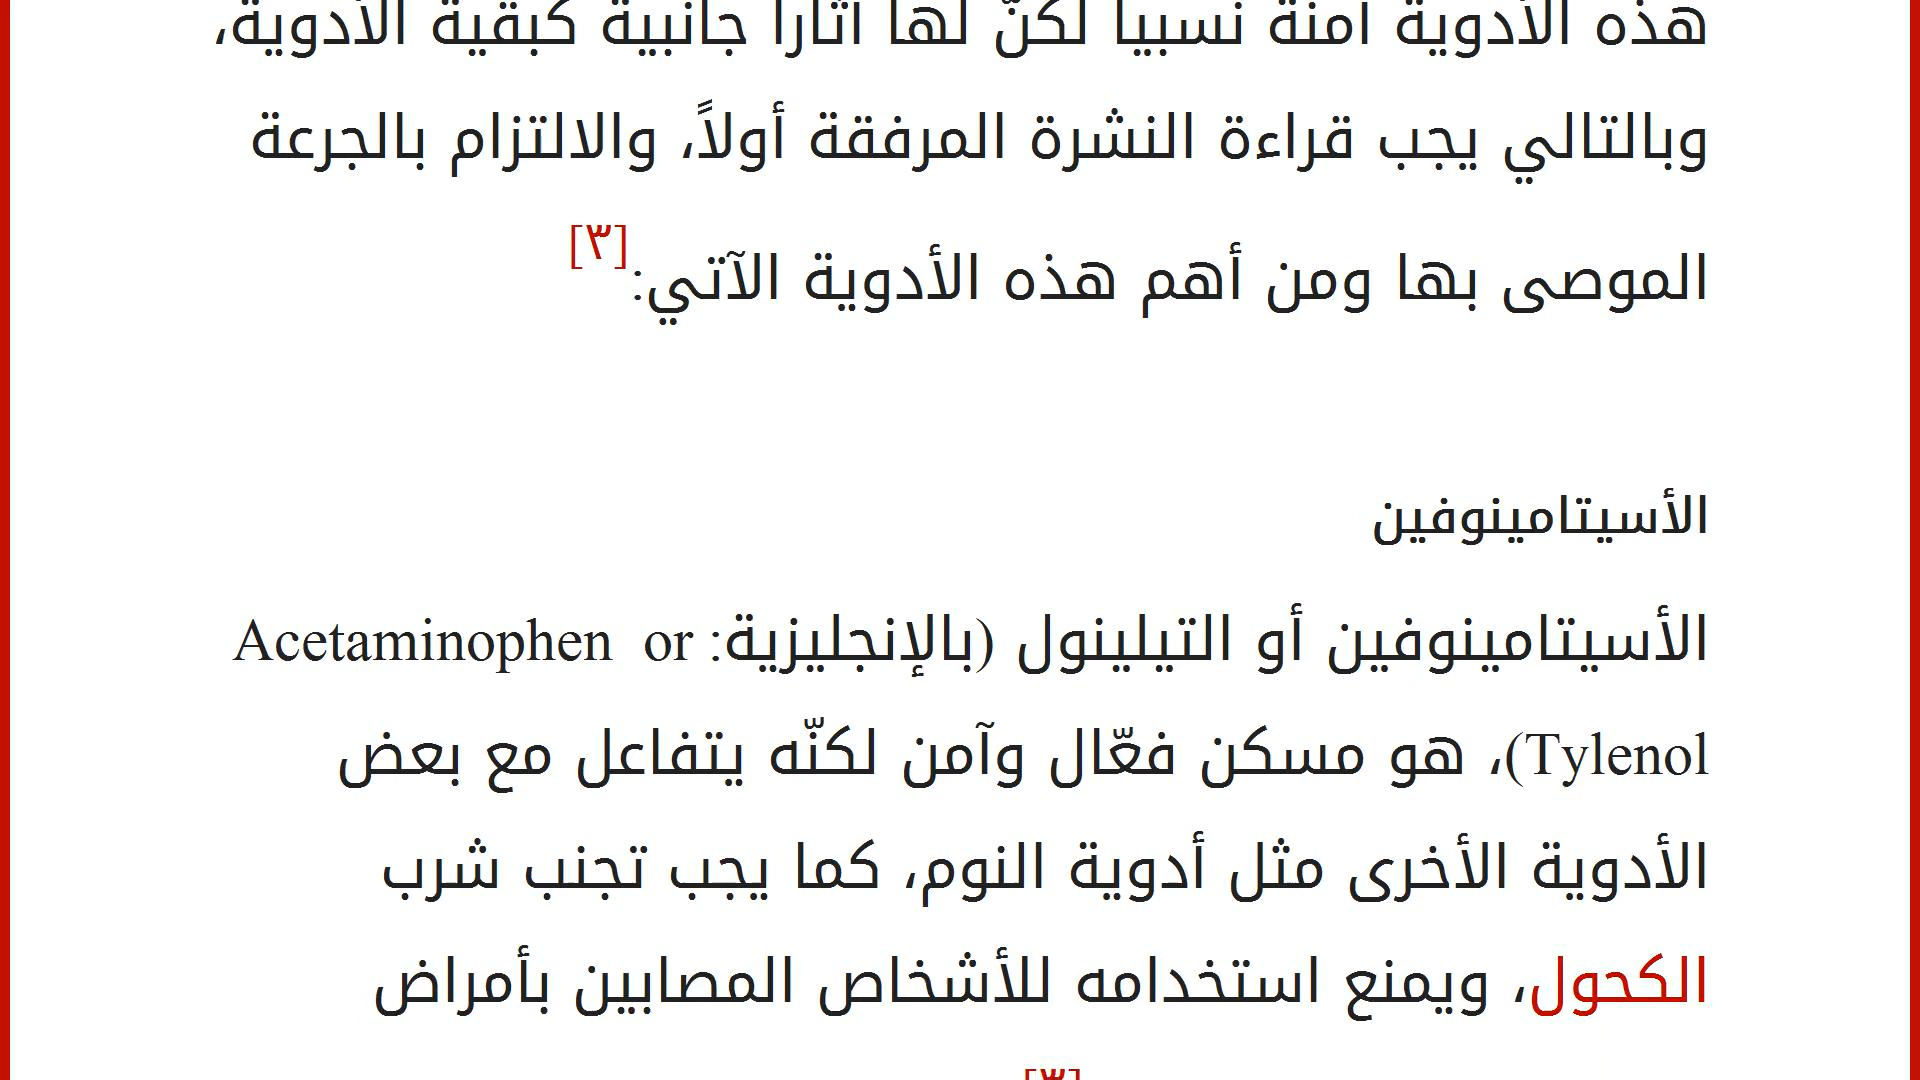 هذه الأدوية آمنة نسبياً لكنّ لها آثاراً جانبية كبقية الأدوية،
وبالتالي يجب قراءة النشرة المرفقة أولاً، والالتزام بالجرعة
الموصى بها ومن أهم هذه الأدوية الآتي:[٣]
الأسيتامينوفين
الأسيتامينوفين أو التيلينول (بالإنجليزية: Acetaminophen or
Tylenol)، هو مسكن فعّال وآمن لكنّه يتفاعل مع بعض
الأدوية الأخرى مثل أدوية النوم، كما يجب تجنب شرب
الكحول، ويمنع استخدامه للأشخاص المصابين بأمراض
[٣]